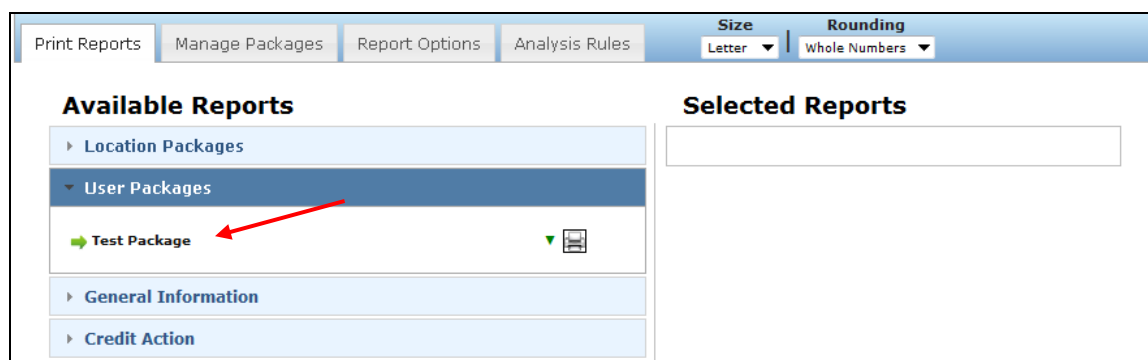 Print Reports Manage Packages Report Options Analysis Rules
Size Rounding
Letter | Whole Numbers
Available Reports
Selected Reports
Location Packages
User Packages
Test Package
General Information
Credit Action